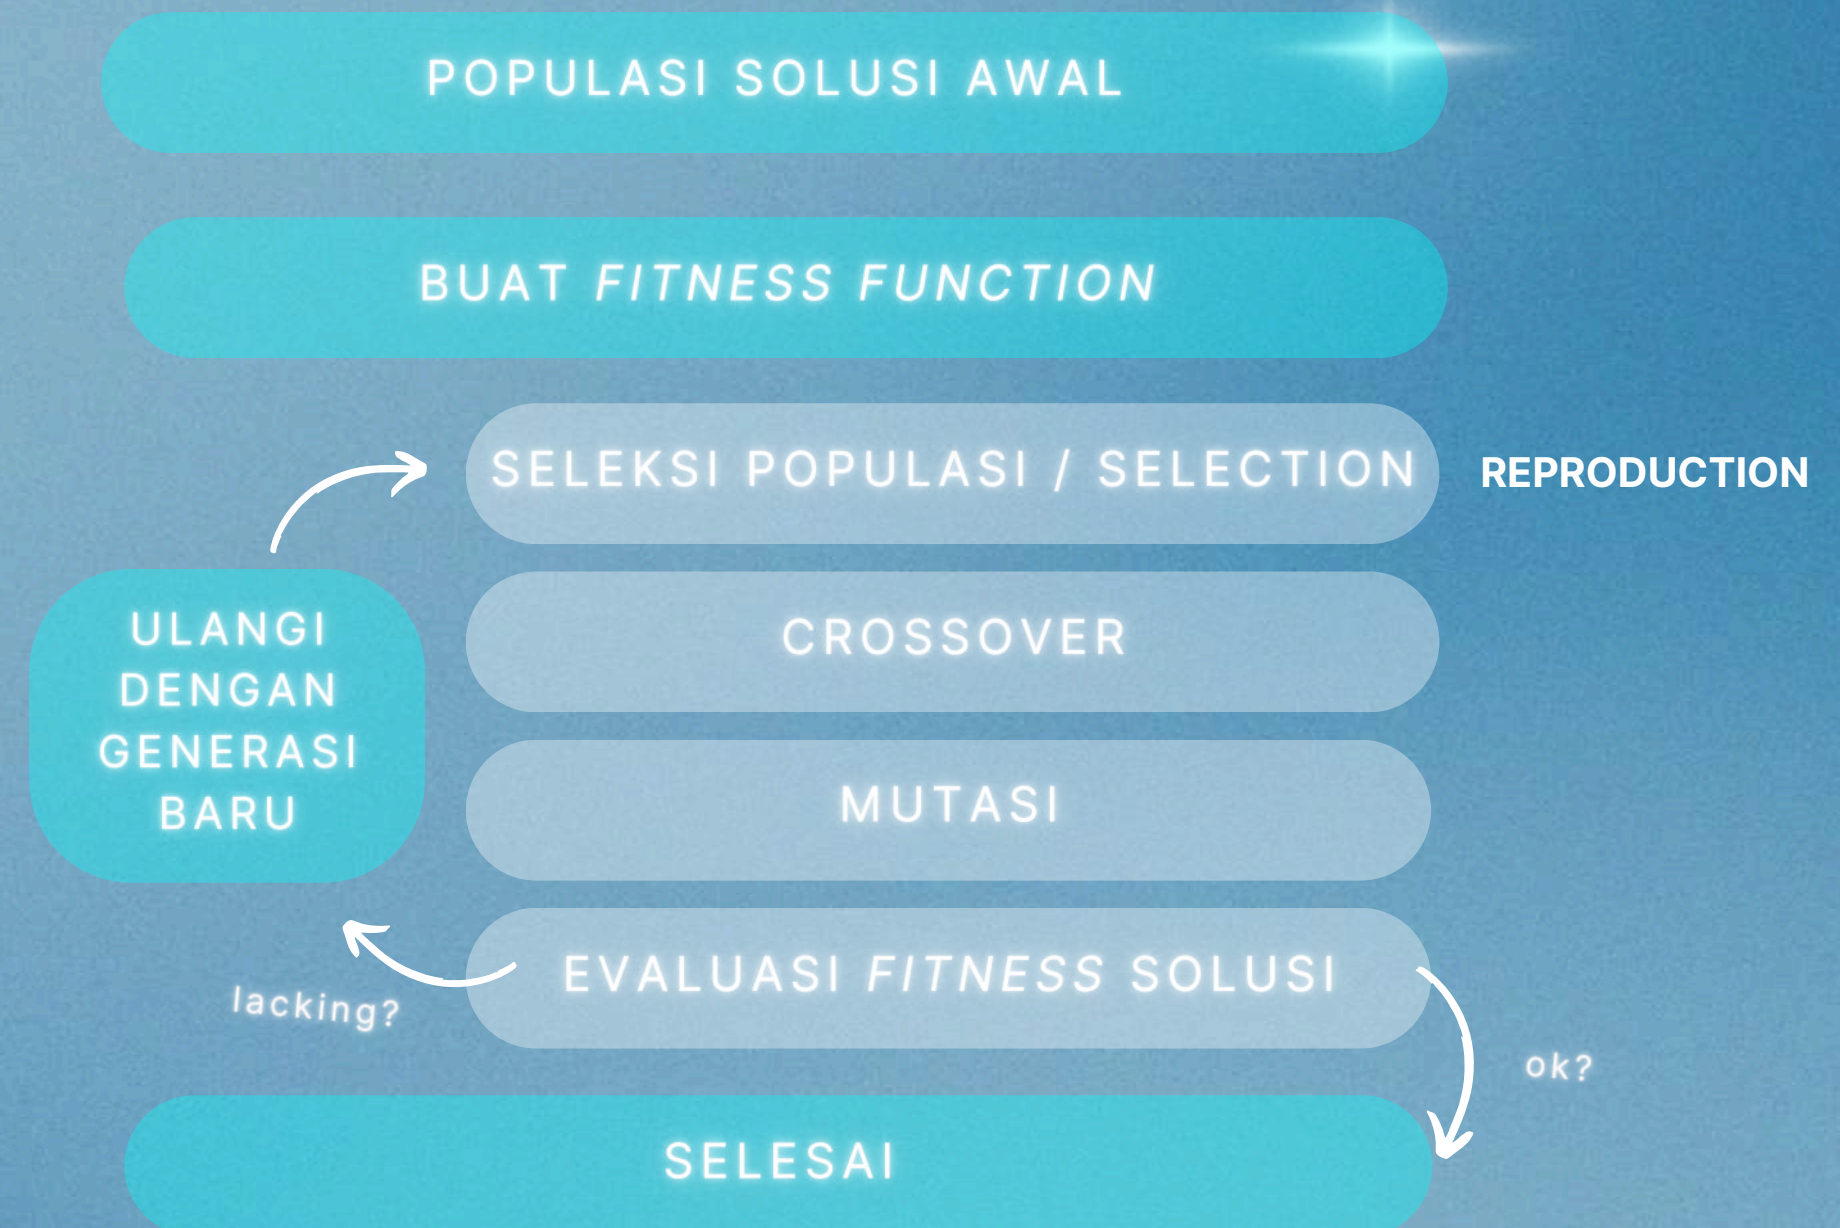 POPULASI SOLUSI AWAL
BUAT FITNESS FUNCTION
SELEKSI POPULASI / SELECTION
REPRODUCTION
CROSSOVER
ULANGI
DENGAN
GENERASI
BARU
MUTASI
EVALUASI FITNESS SOLUSI
lacking?
ok?
SELESAI